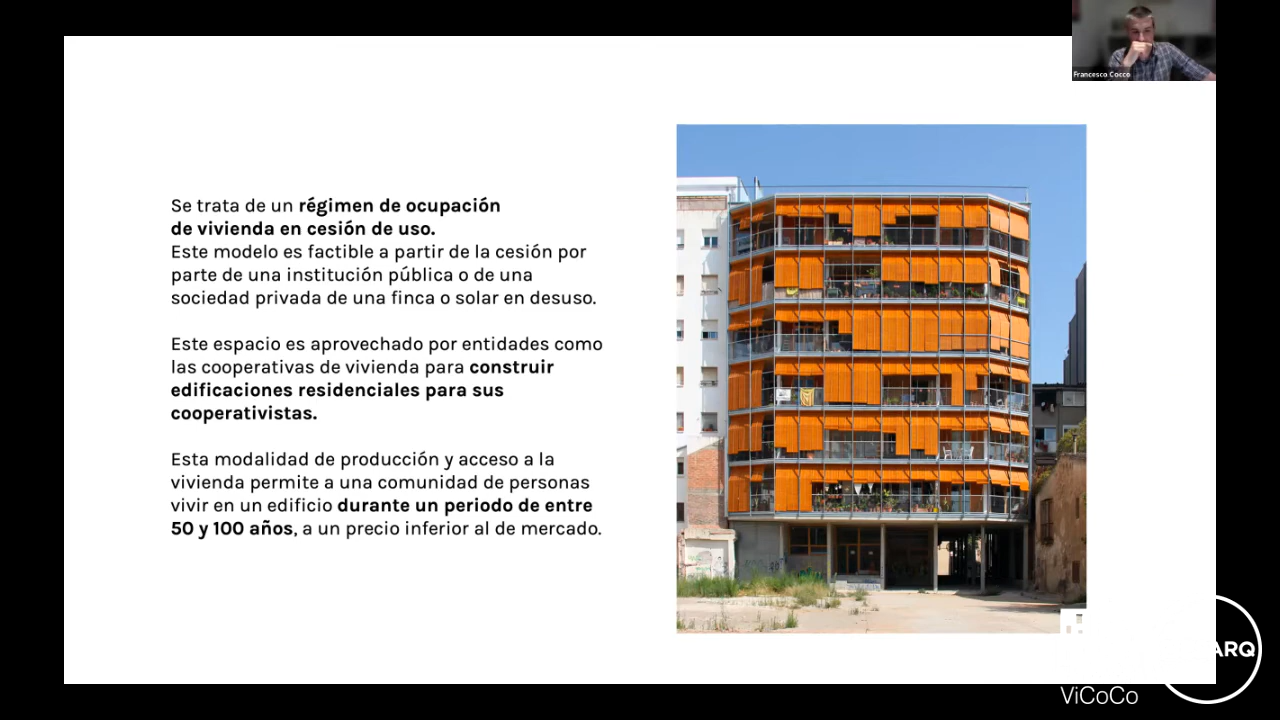 Francesco Cocco
Se trata de un régimen de ocupación
de vivienda en cesión de uso.
Este modelo es factible a partir de la cesión por
parte de una institución pública o de una
sociedad privada de una finca o solar en desuso.
Este espacio es aprovechado por entidades como
las cooperativas de vivienda para construir
edificaciones residenciales para sus
cooperativistas.
Esta modalidad de producción y acceso a la
vivienda permite a una comunidad de personas
vivir en un edificio durante un periodo de entre
50 y 100 años, a un precio inferior al de mercado.
ARQ
ViCoCo